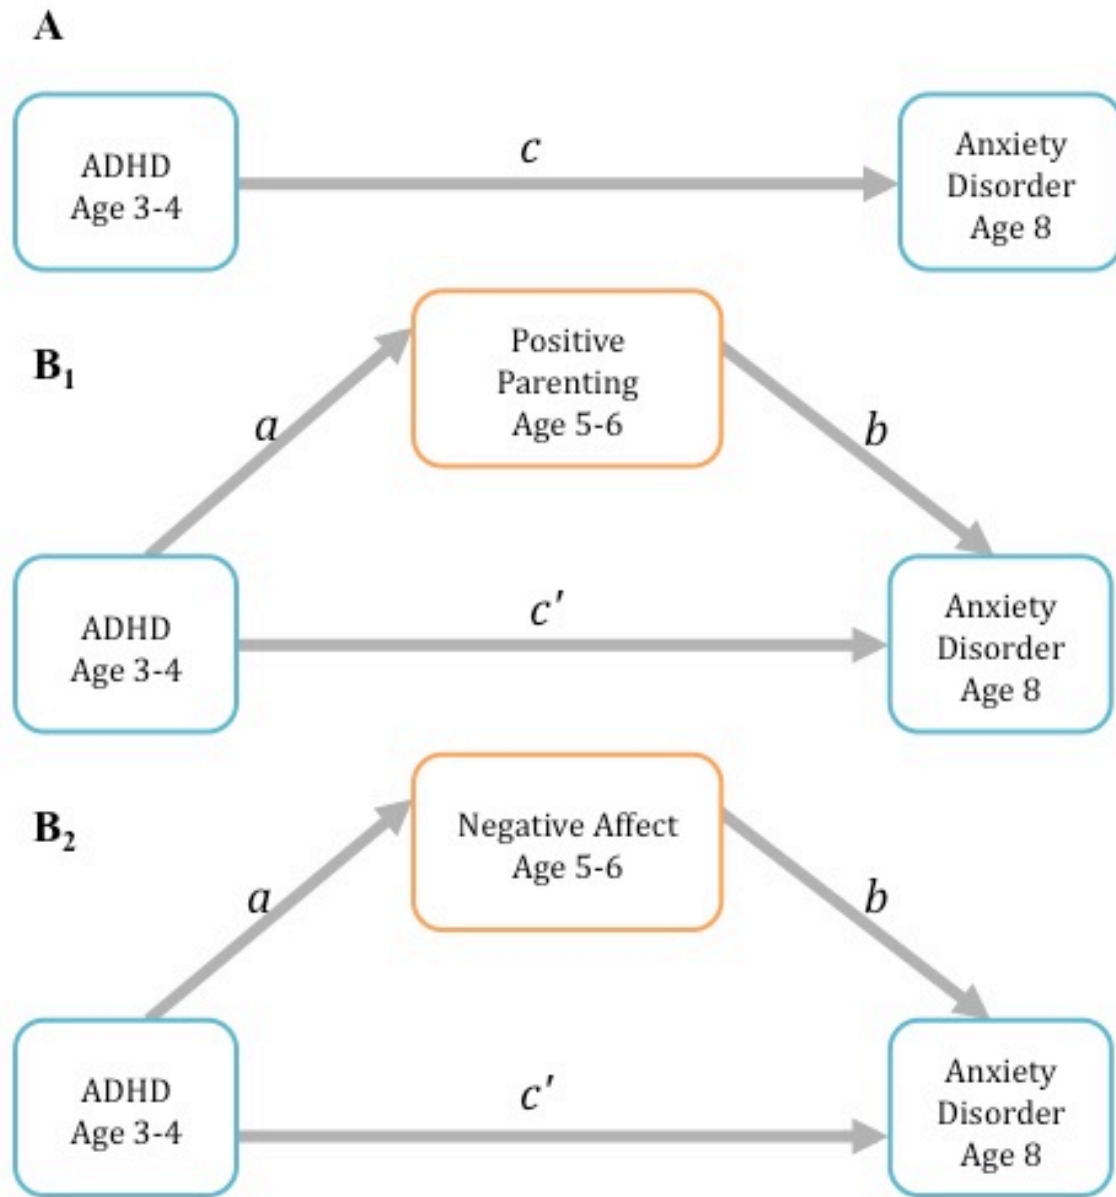 A
ADHD
Age 3-4
c
Anxiety
Disorder
Age 8
B₁
Positive
Parenting
Age 5-6
a
b
ADHD
Age 3-4
c'
Anxiety
Disorder
Age 8
B₂
Negative Affect
Age 5-6
a
b
ADHD
Age 3-4
c'
Anxiety
Disorder
Age 8